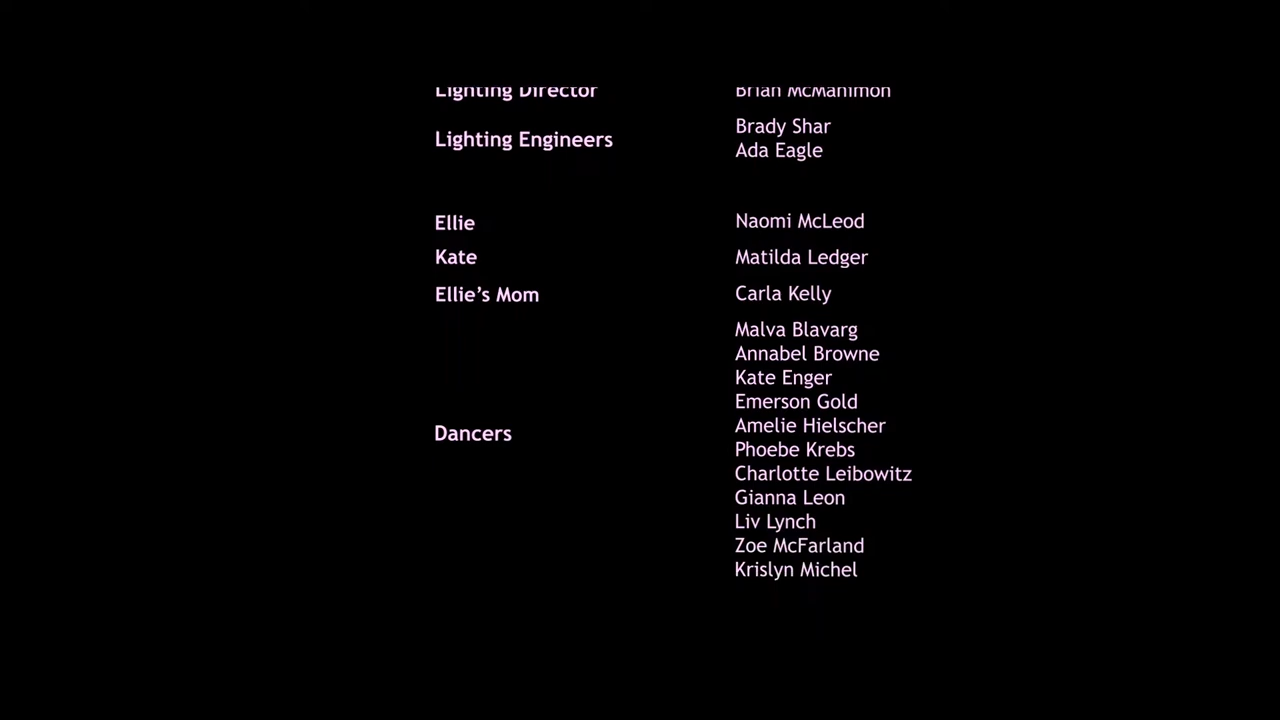 Lighting Director Brian McManimon
Lighting Engineers
Brady Shar
Ada Eagle
Ellie Naomi McLeod
Kate Matilda Ledger
Ellie’s Mom Carla Kelly
Dancers
Malva Blavarg
Annabel Browne
Kate Enger
Emerson Gold
Amelie Hielscher
Phoebe Krebs
Charlotte Leibowitz
Gianna Leon
Liv Lynch
Zoe McFarland
Krislyn Michel